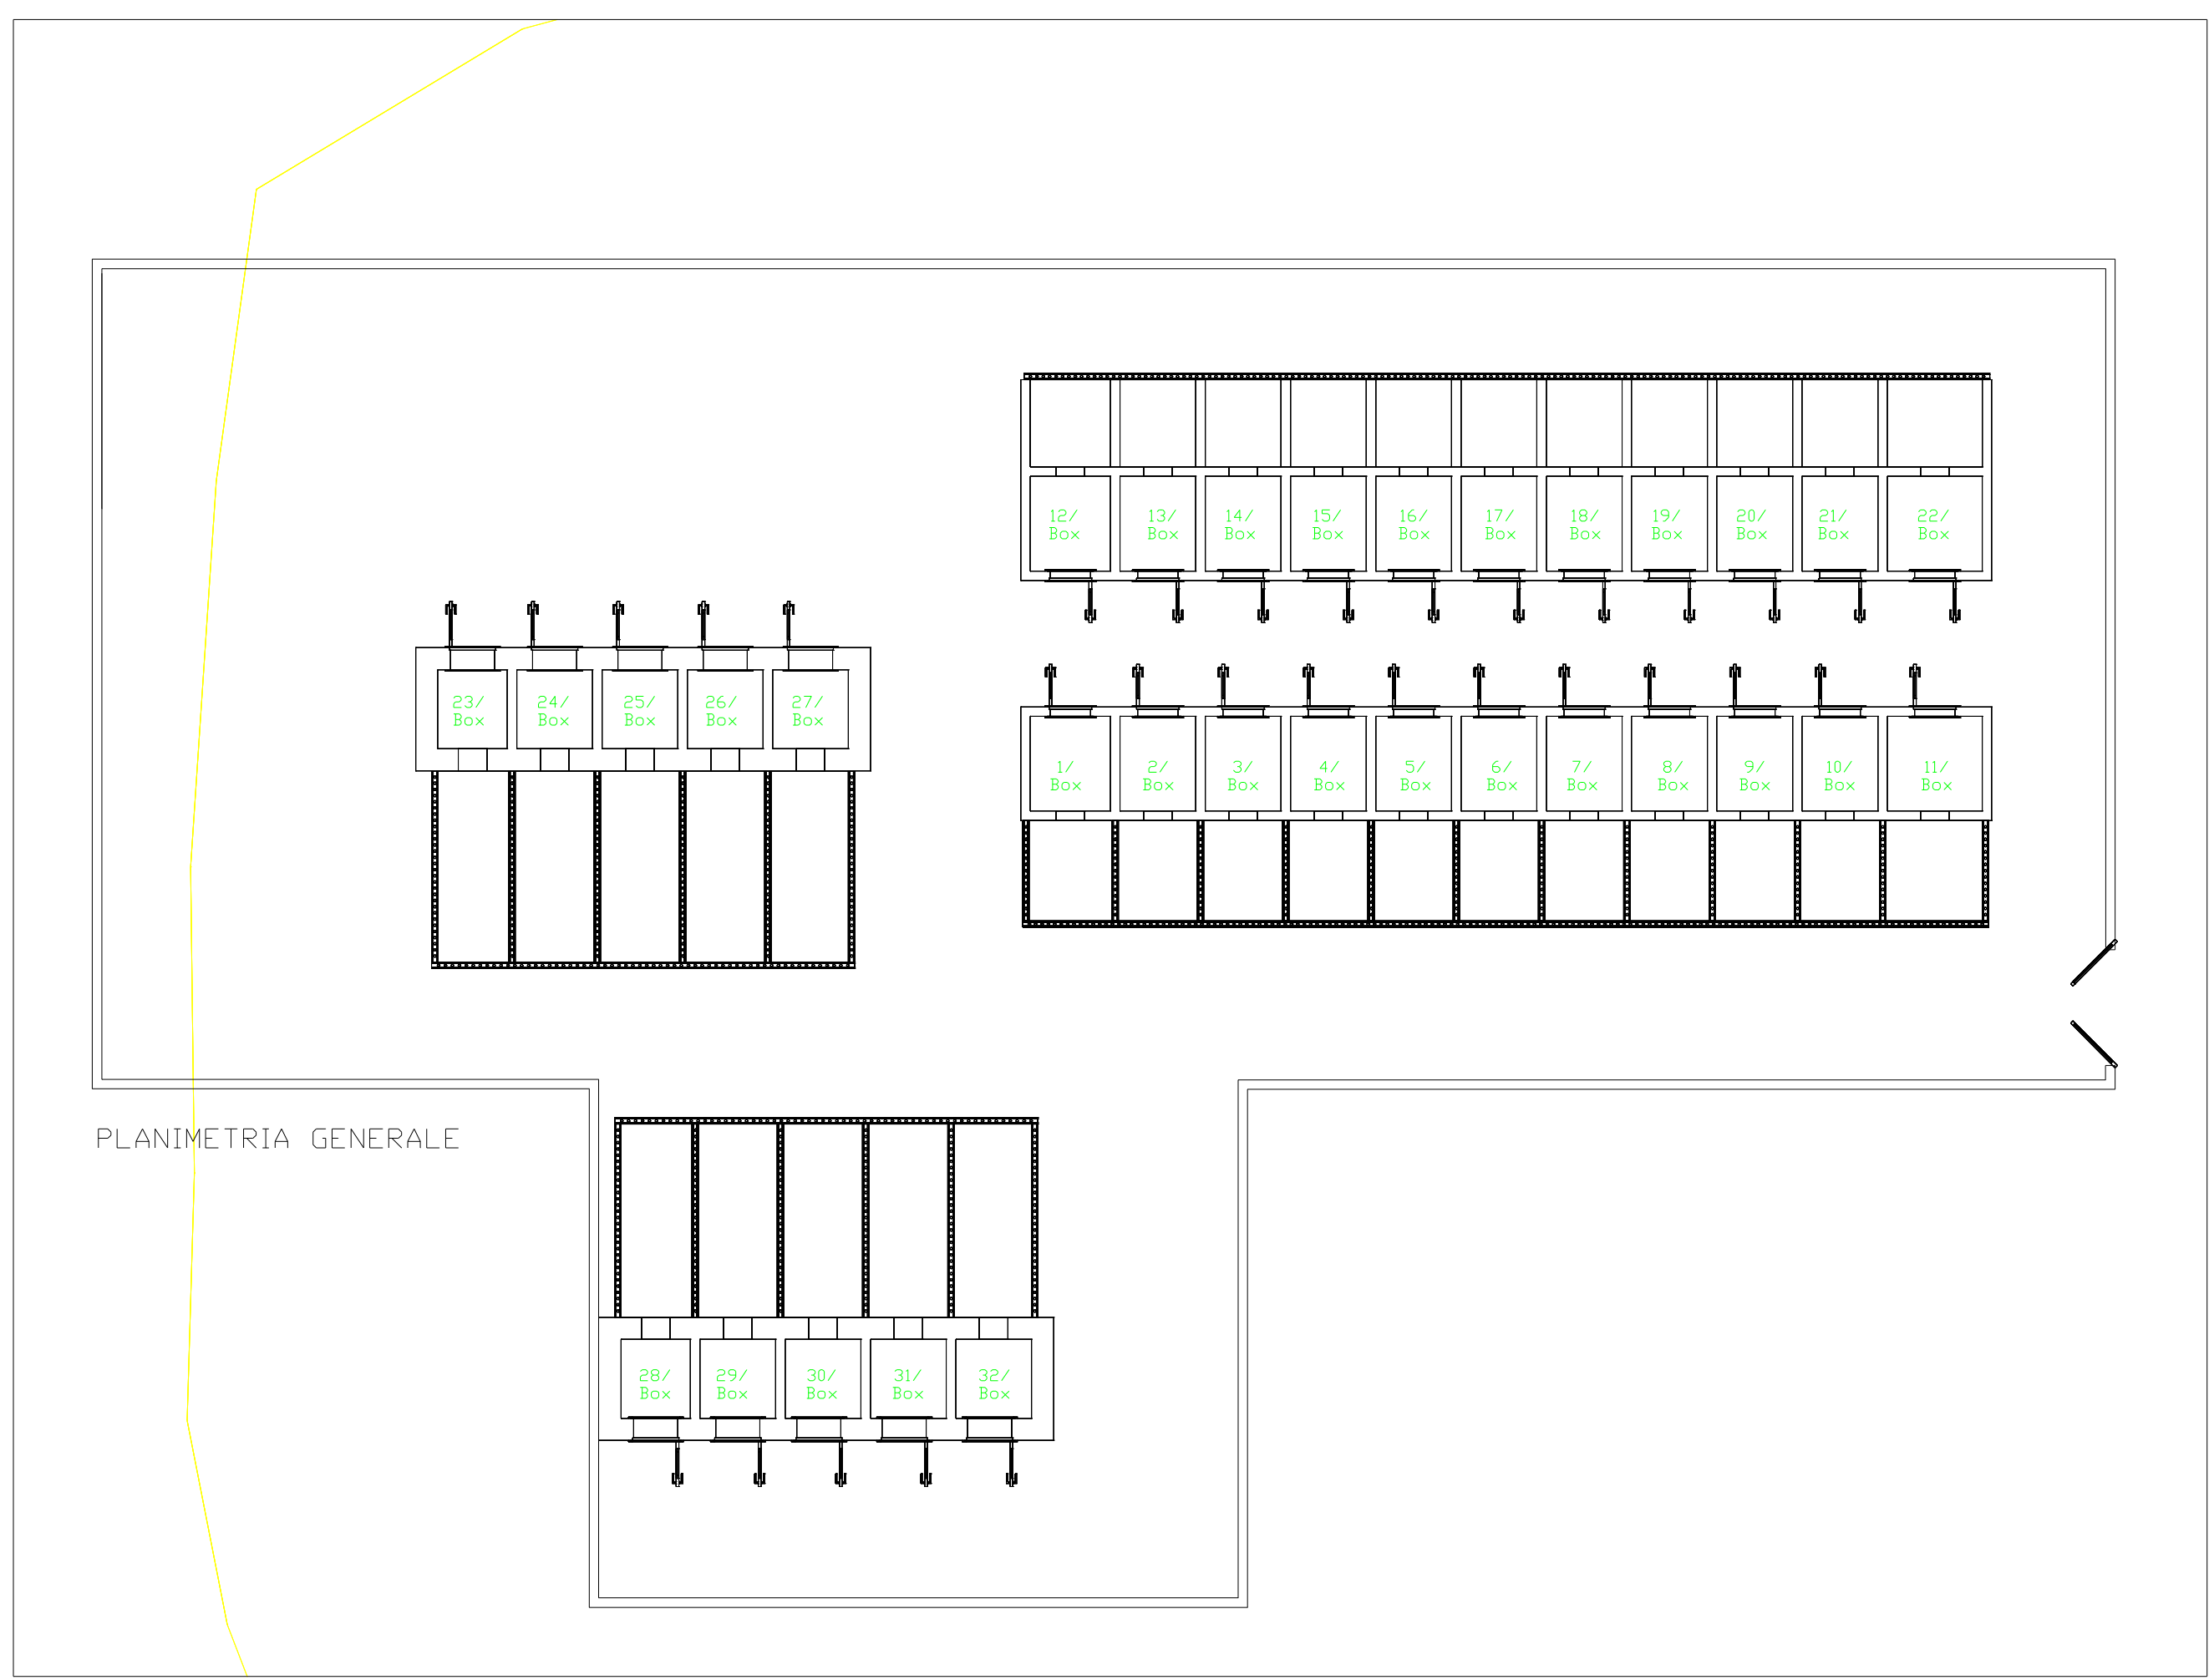 12/
Box
13/
Box
14/
Box
15/
Box
16/
Box
17/
Box
18/
Box
19/
Box
20/
Box
21/
Box
22/
Box
23/
Box
24/
Box
25/
Box
26/
Box
27/
Box
1/
Box
2/
Box
3/
Box
4/
Box
5/
Box
6/
Box
7/
Box
8/
Box
9/
Box
10/
Box
11/
Box
PLANIMETRIA GENERALE
28/
Box
29/
Box
30/
Box
31/
Box
32/
Box